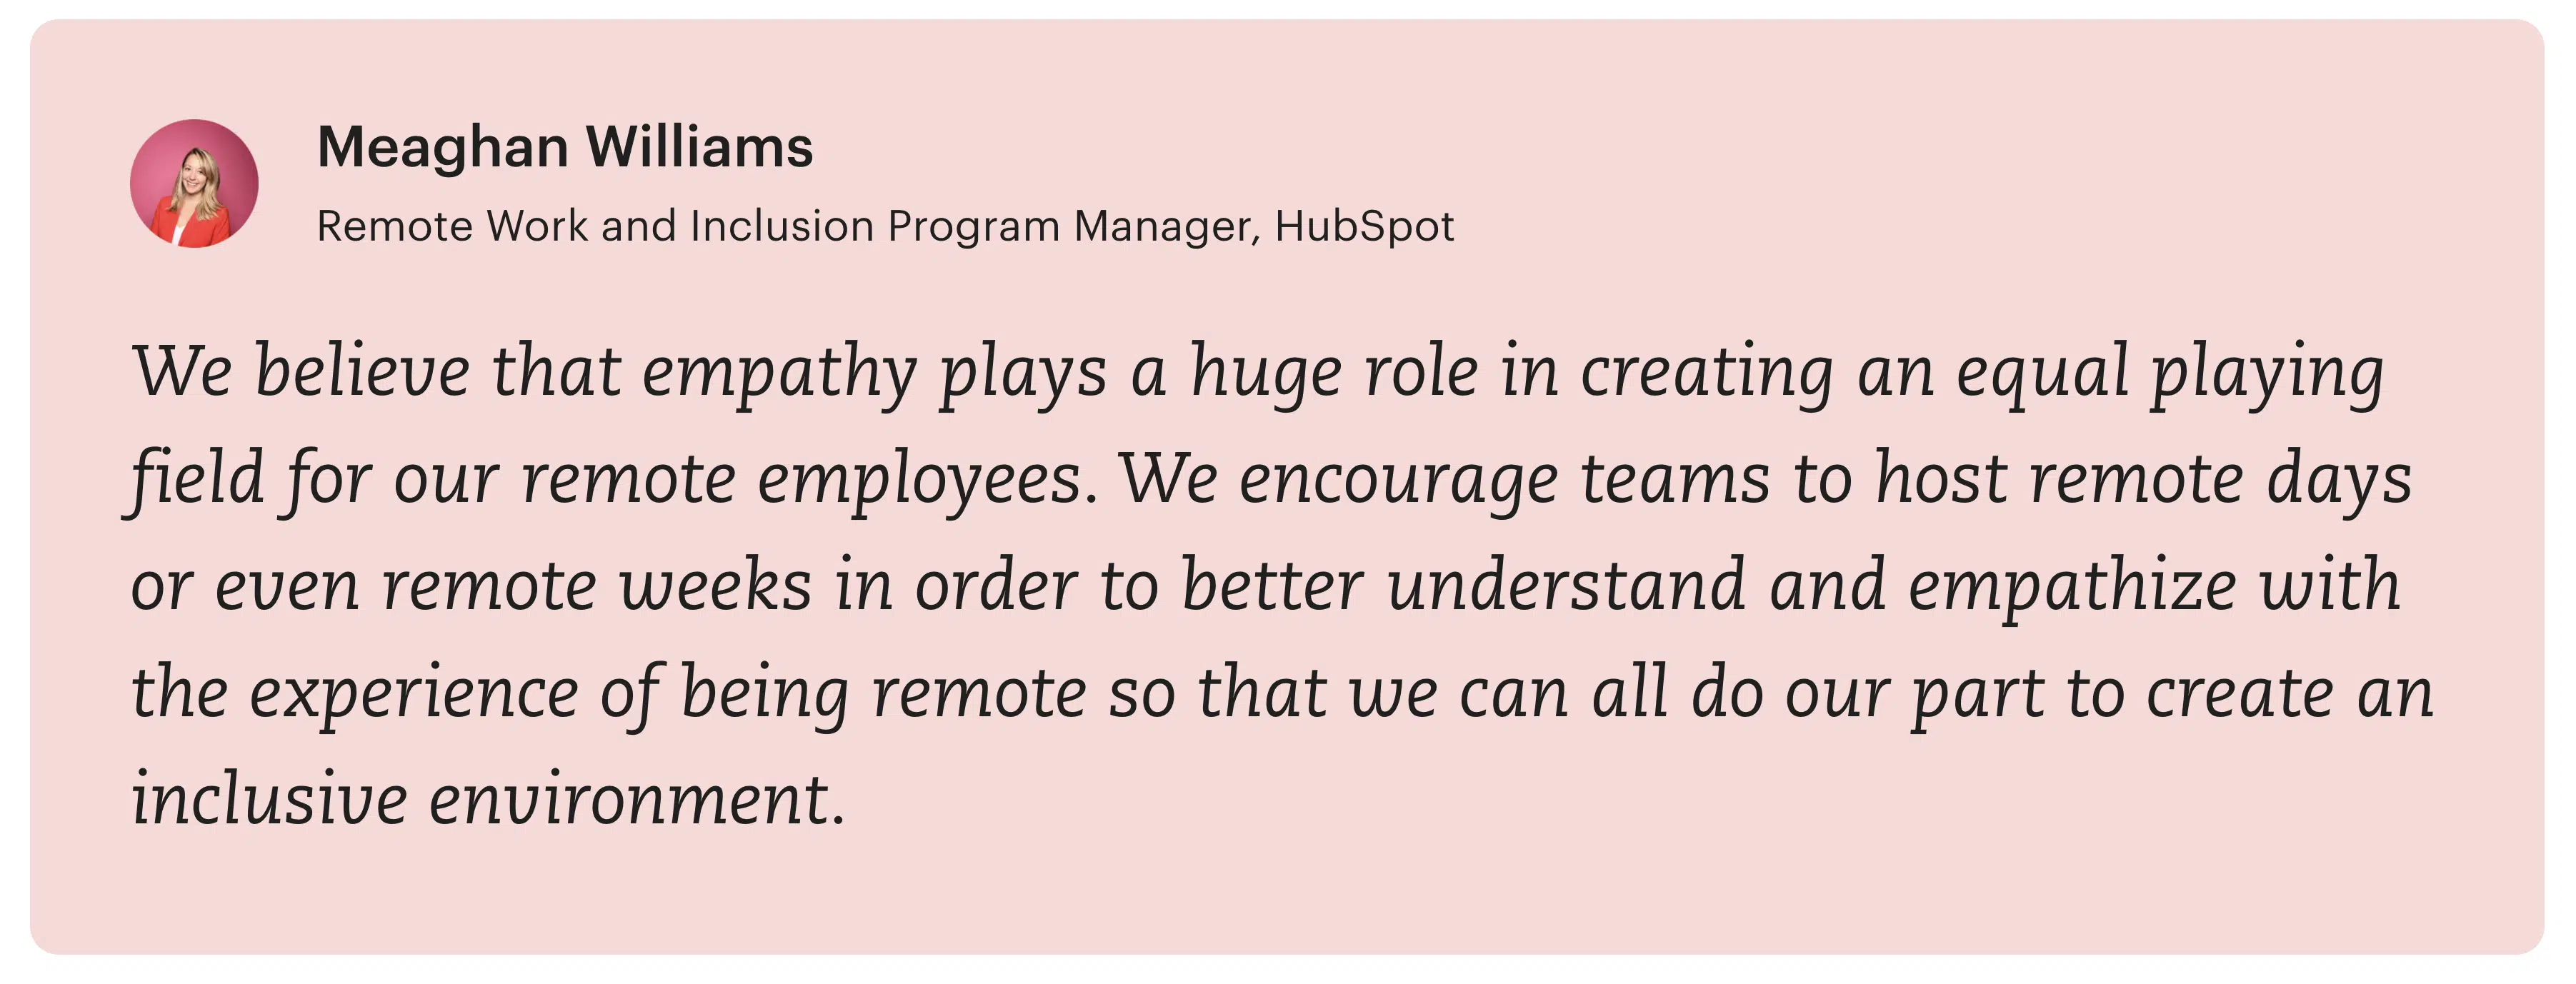 Meaghan Williams
Remote Work and Inclusion Program Manager, HubSpot
We believe that empathy plays a huge role in creating an equal playing
field for our remote employees. We encourage teams to host remote days
or even remote weeks in order to better understand and empathize with
the experience of being remote so that we can all do our part to create an
inclusive environment.